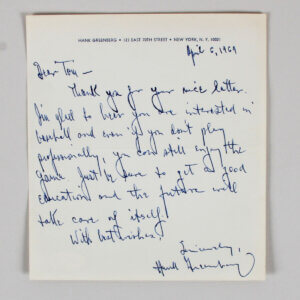 HANK GREENBERG • 121 EAST 70TH STREET • NEW YORK, N. Y. 10021
April 6, 1969
Dear Tom —
Thank you for your nice letter.
I'm glad to hear you are interested in
baseball and even if you don't play
professionally, you can still enjoy the
game. Just be sure to get a good
education and the future will
take care of itself.
With best wishes,
Sincerely,
Hank Greenberg